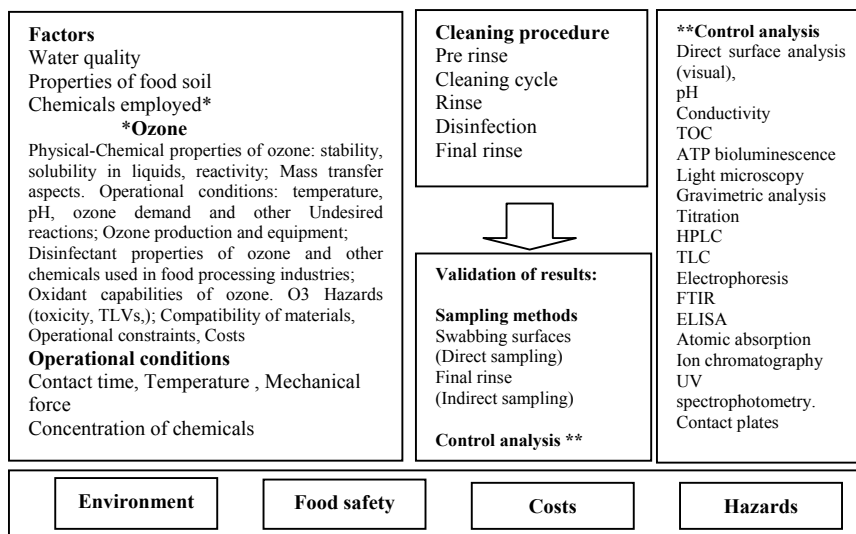 Factors
Water quality
Properties of food soil
Chemicals employed*
*Ozone
Physical-Chemical properties of ozone: stability,
solubility in liquids, reactivity; Mass transfer
aspects. Operational conditions: temperature,
pH, ozone demand and other Undesired
reactions; Ozone production and equipment;
Disinfectant properties of ozone and other
chemicals used in food processing industries;
Oxidant capabilities of ozone. O3 Hazards
(toxicity, TLVs,); Compatibility of materials,
Operational constraints, Costs
Operational conditions
Contact time, Temperature , Mechanical
force
Concentration of chemicals
Cleaning procedure
Pre rinse
Cleaning cycle
Rinse
Disinfection
Final rinse
Validation of results:
Sampling methods
Swabbing surfaces
(Direct sampling)
Final rinse
(Indirect sampling)
Control analysis **
**Control analysis
Direct surface analysis
(visual),
pH
Conductivity
TOC
ATP bioluminescence
Light microscopy
Gravimetric analysis
Titration
HPLC
TLC
Electrophoresis
FTIR
ELISA
Atomic absorption
Ion chromatography
UV
spectrophotometry.
Contact plates
Environment
Food safety
Costs
Hazards